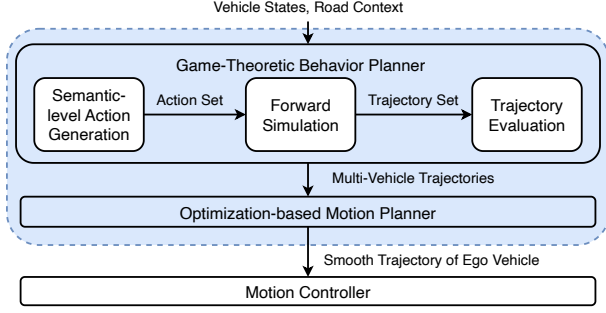 Vehicle States, Road Context
Game-Theoretic Behavior Planner
Semantic-
level Action
Generation
Action Set
Forward
Simulation
Trajectory Set
Trajectory
Evaluation
Multi-Vehicle Trajectories
Optimization-based Motion Planner
Smooth Trajectory of Ego Vehicle
Motion Controller